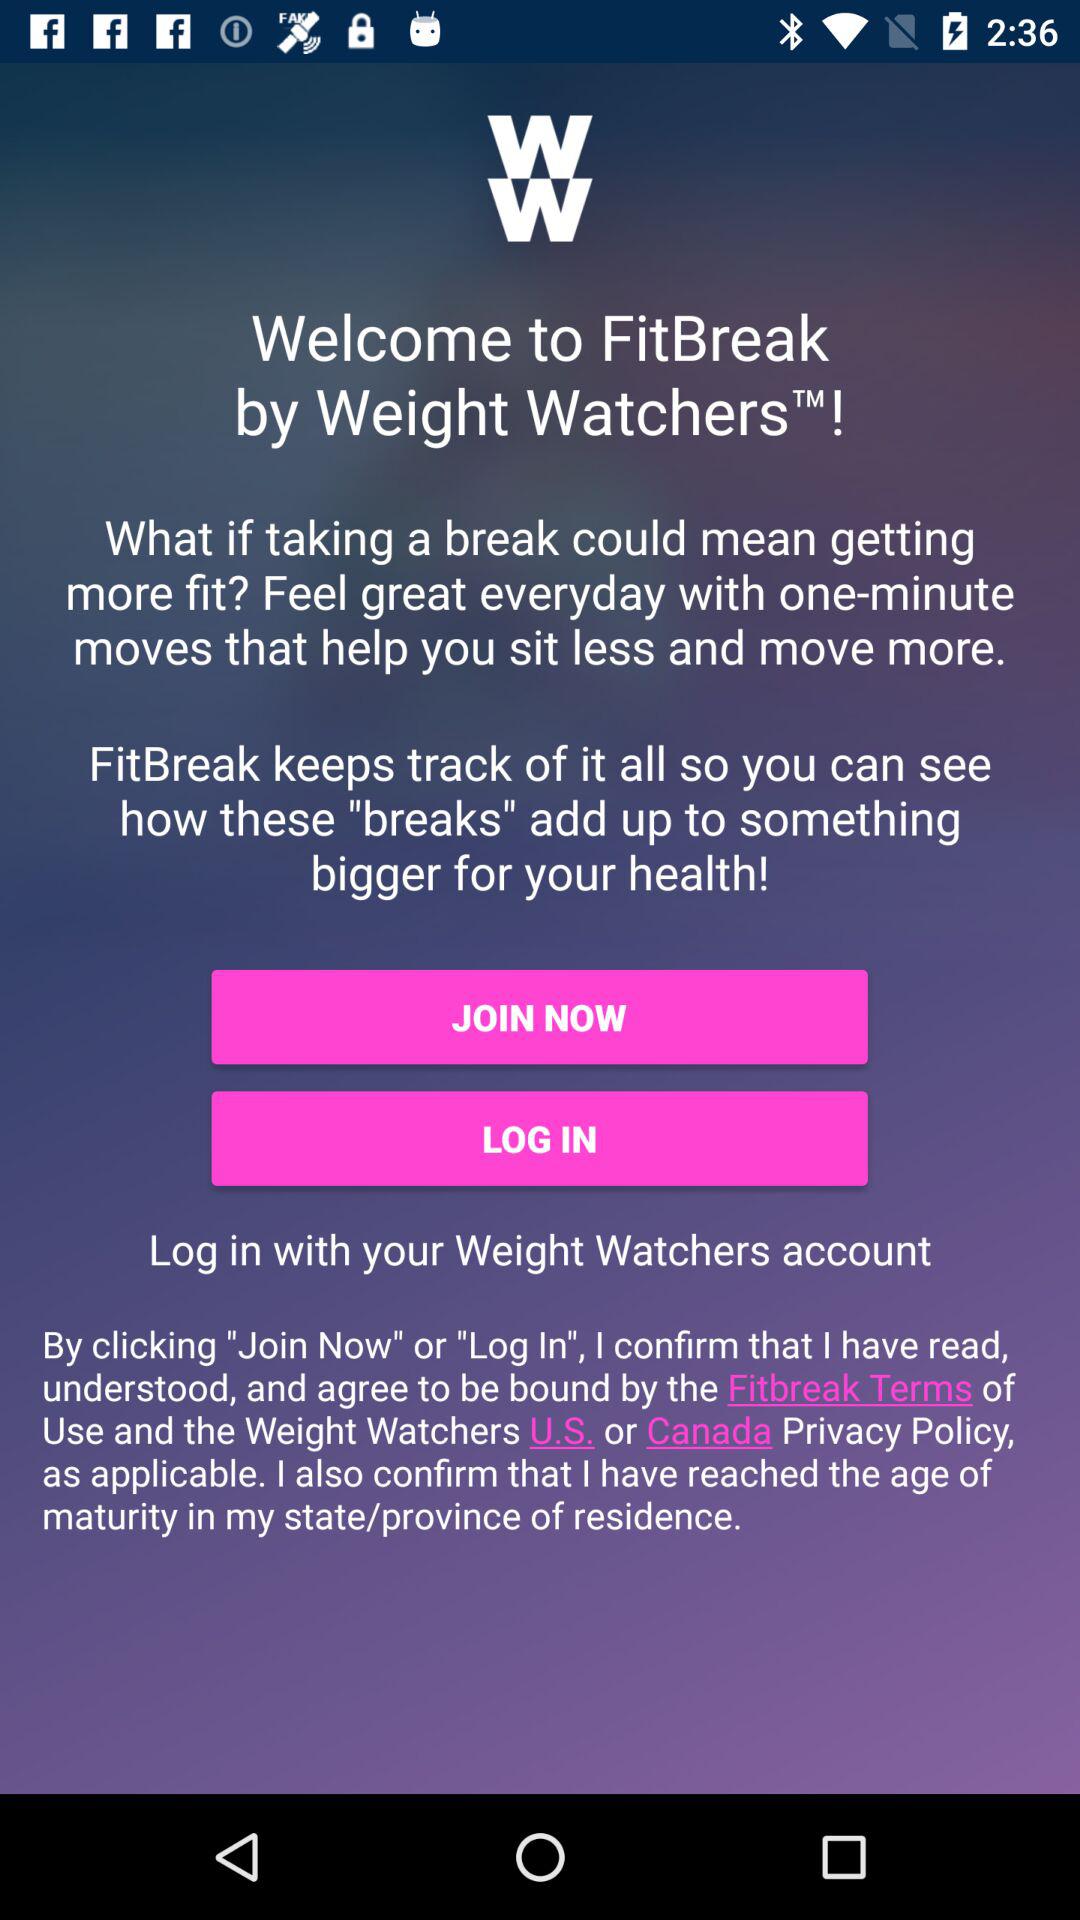 FAKE
2:36
W
W
Welcome to FitBreak
by Weight Watchers™!
What if taking a break could mean getting
more fit? Feel great everyday with one-minute
moves that help you sit less and move more.
FitBreak keeps track of it all so you can see
how these "breaks" add up to something
bigger for your health!
JOIN NOW
LOG IN
Log in with your Weight Watchers account
By clicking "Join Now" or "Log In", I confirm that I have read,
understood, and agree to be bound by the Fitbreak Terms of
Use and the Weight Watchers U.S. or Canada Privacy Policy,
as applicable. I also confirm that I have reached the age of
maturity in my state/province of residence.